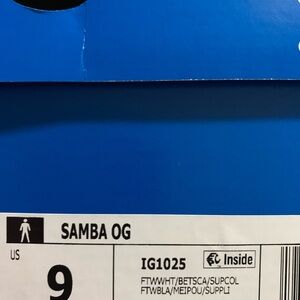 SAMBA OG
US
9
IG1025
Inside
FTWWHT/BETSCA/SUPCOL
FTWBLA/MEIPOU/SUPPLI